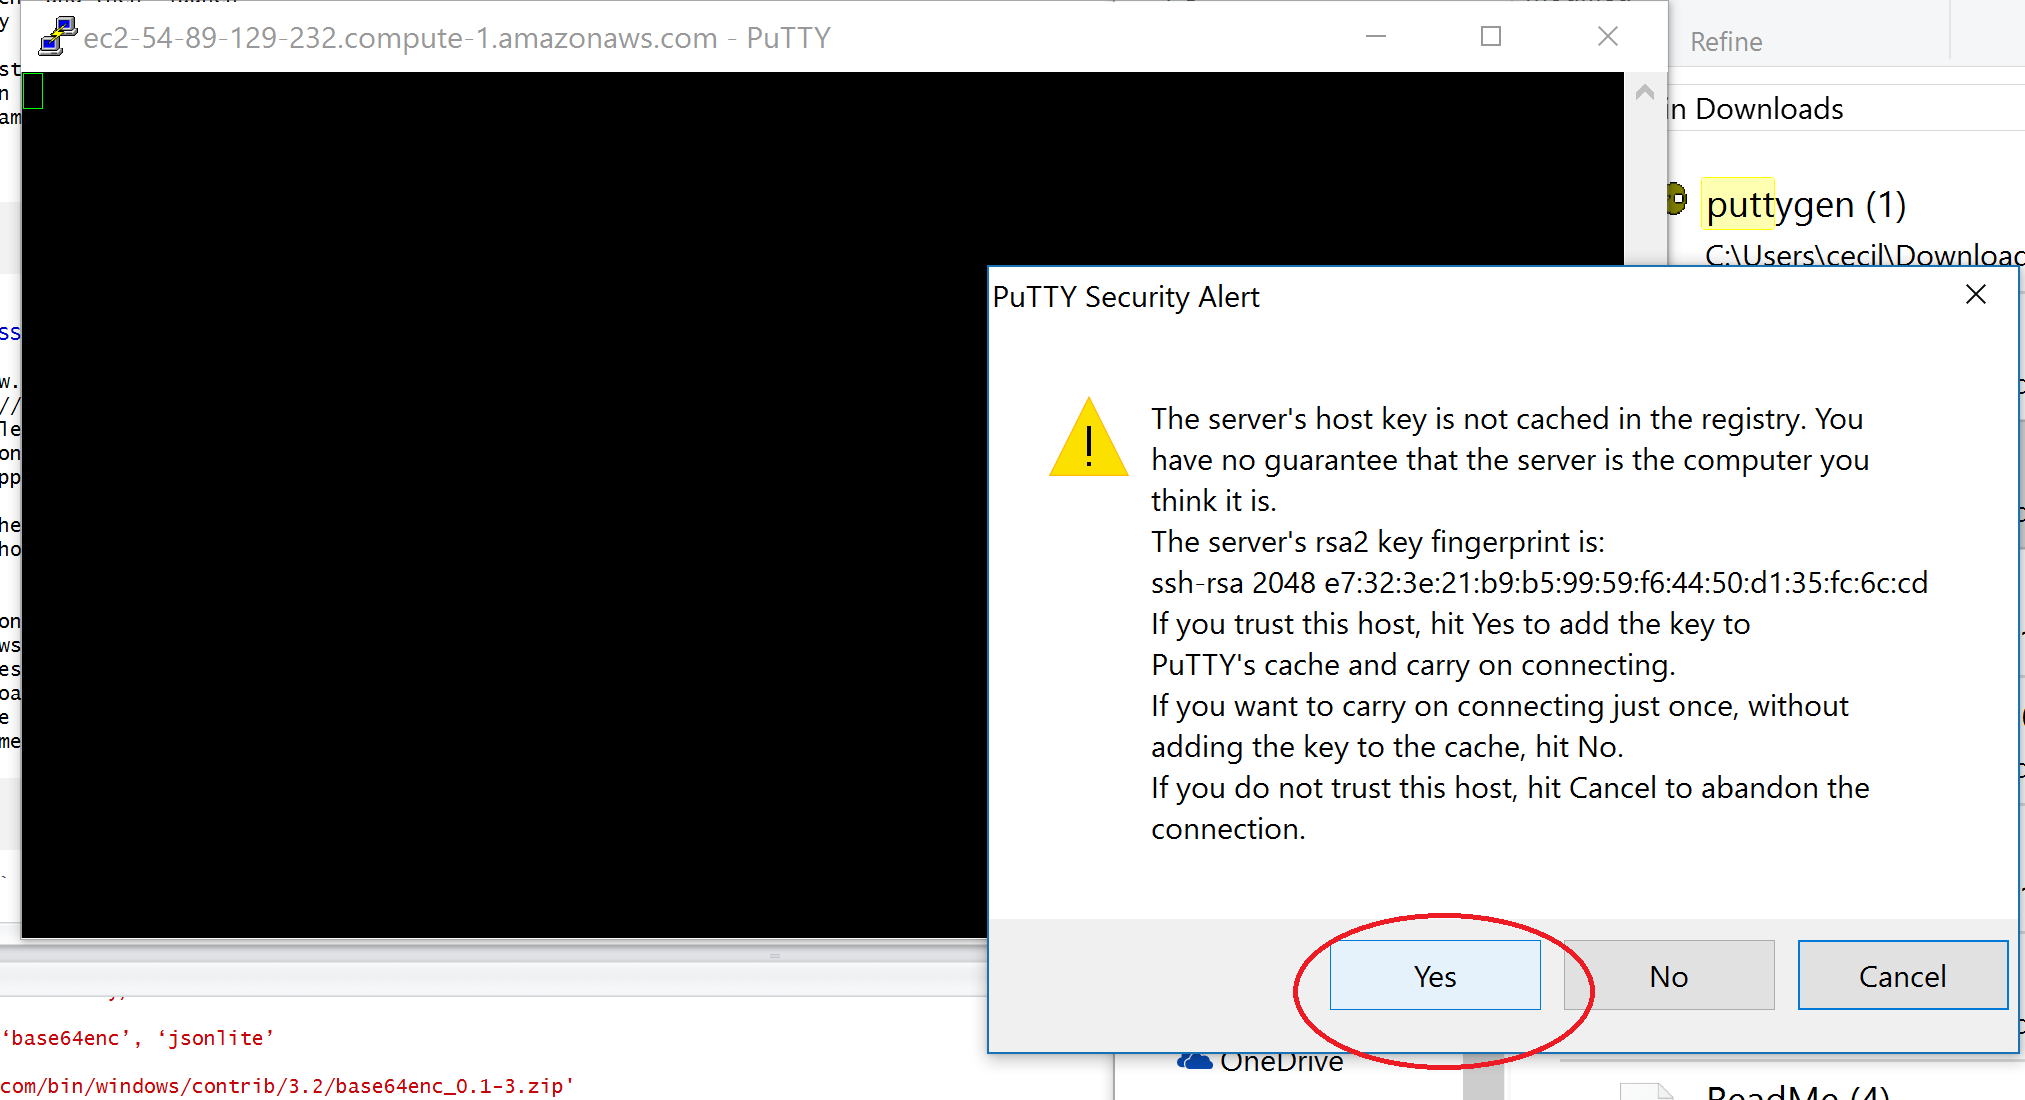 ec2-54-89-129-232.compute-1.amazonaws.com - PuTTY
Refine
in Downloads
puttygen (1)
C:\Users\cecil\Download
PuTTY Security Alert
The server's host key is not cached in the registry. You
have no guarantee that the server is the computer you
think it is.
The server's rsa2 key fingerprint is:
ssh-rsa 2048 e7:32:3e:21:b9:b5:99:59:f6:44:50:d1:35:fc:6c:cd
If you trust this host, hit Yes to add the key to
PuTTY's cache and carry on connecting.
If you want to carry on connecting just once, without
adding the key to the cache, hit No.
If you do not trust this host, hit Cancel to abandon the
connection.
Yes
No
Cancel
OneDrive
ReadMe (4)
‘base64enc’, ‘jsonlite’
com/bin/windows/contrib/3.2/base64enc_0.1-3.zip'